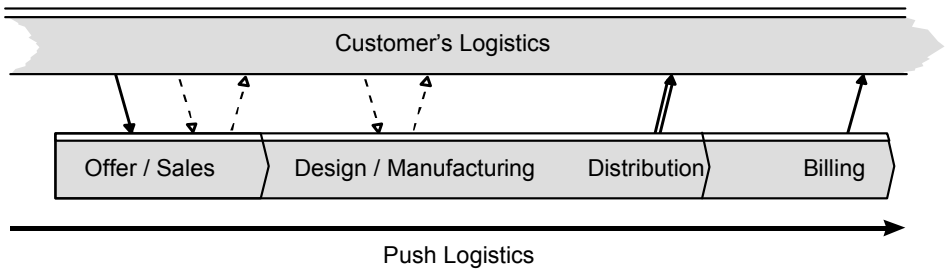 Customer's Logistics
Offer / Sales
Design / Manufacturing
Distribution
Billing
Push Logistics